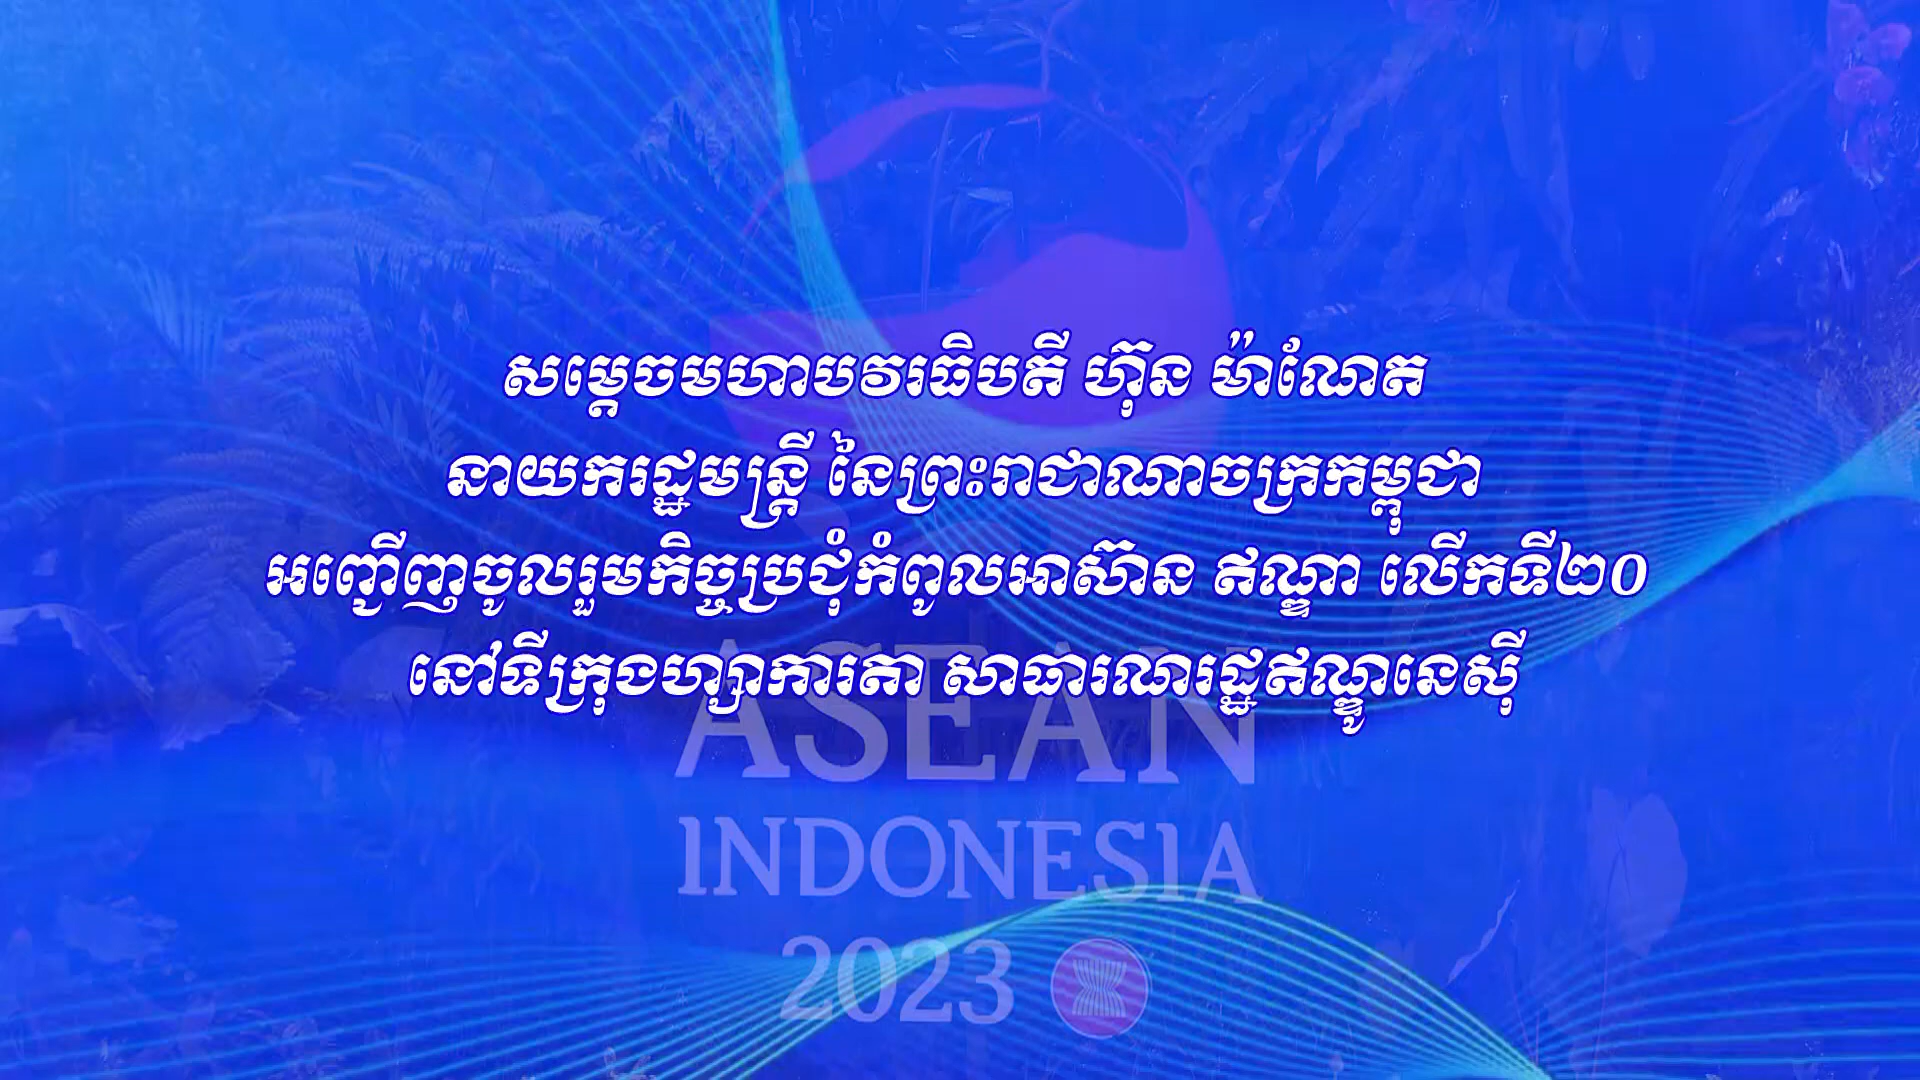 សម្តេចមហាបវរធិបតី ហ៊ុន ម៉ាណែត
នាយករដ្ឋមន្ត្រី នៃព្រះរាជាណាចក្រកម្ពុជា
អញ្ជើញចូលរួមកិច្ចប្រជុំកំពូលអាស៊ាន ឥណ្ឌា លើកទី២០
នៅទីក្រុងហ្សាការតា សាធារណរដ្ឋឥណ្ឌូនេស៊ី
ASEAN
INDONESIA
2023